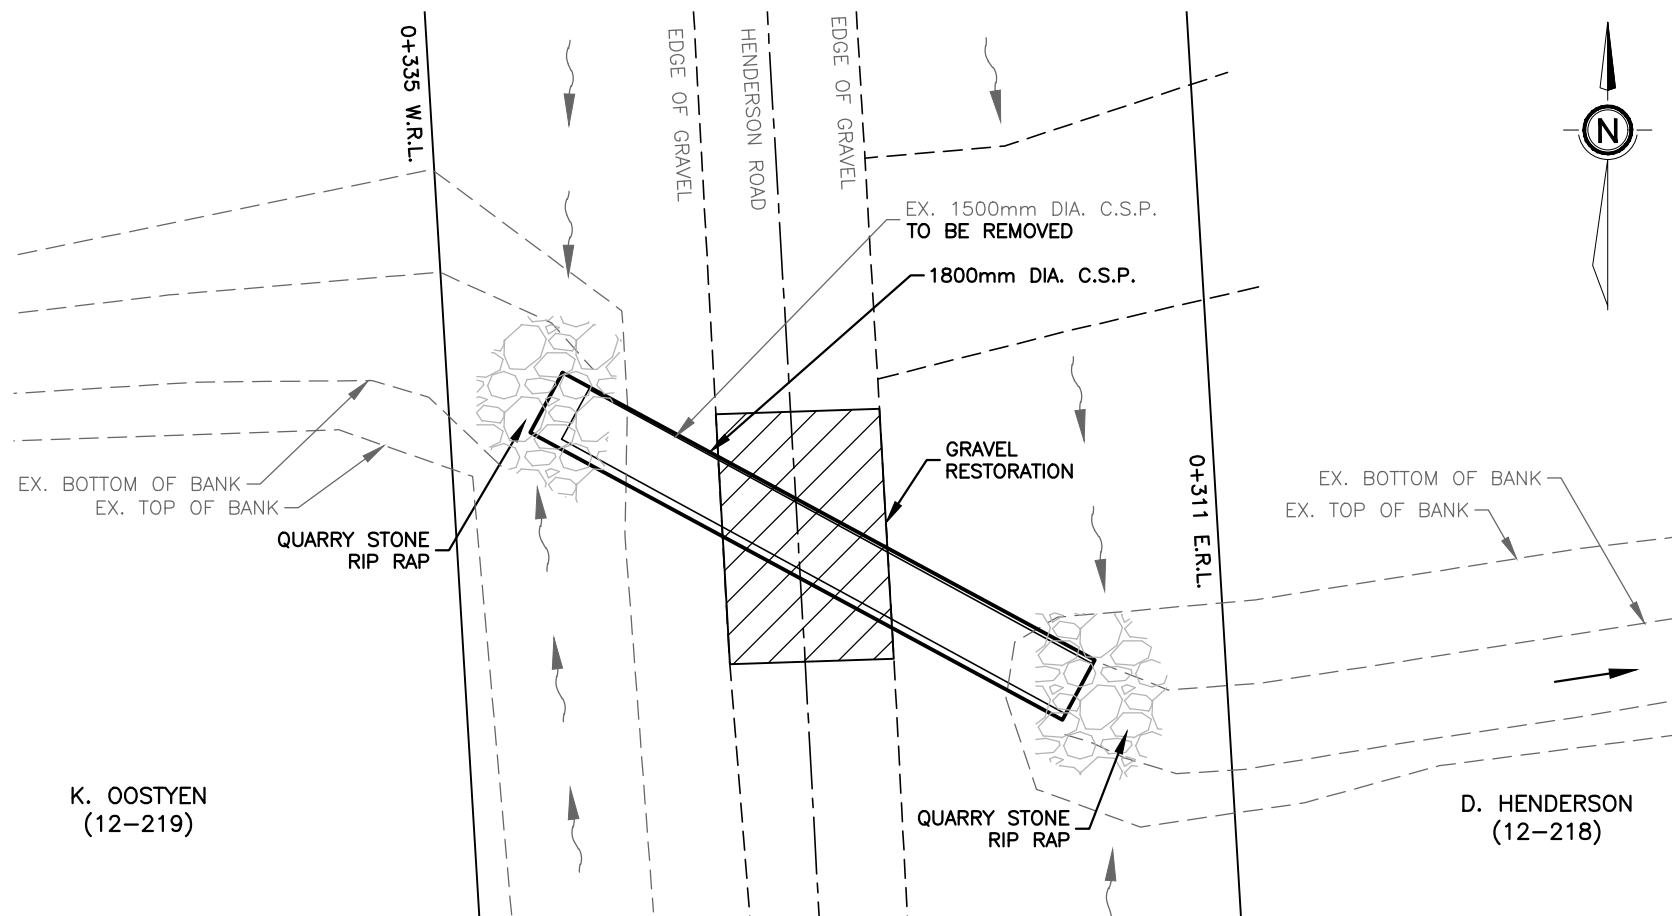 0+335 W.R.L.
EDGE OF GRAVEL
HENDERSON ROAD
EDGE OF GRAVEL
N
EX. 1500mm DIA. C.S.P.
TO BE REMOVED
1800mm DIA. C.S.P.
GRAVEL
RESTORATION
0+311 E.R.L.
EX. BOTTOM OF BANK
EX. TOP OF BANK
QUARRY STONE
RIP RAP
EX. BOTTOM OF BANK
EX. TOP OF BANK
K. OOSTYEN
(12-219)
QUARRY STONE
RIP RAP
D. HENDERSON
(12-218)